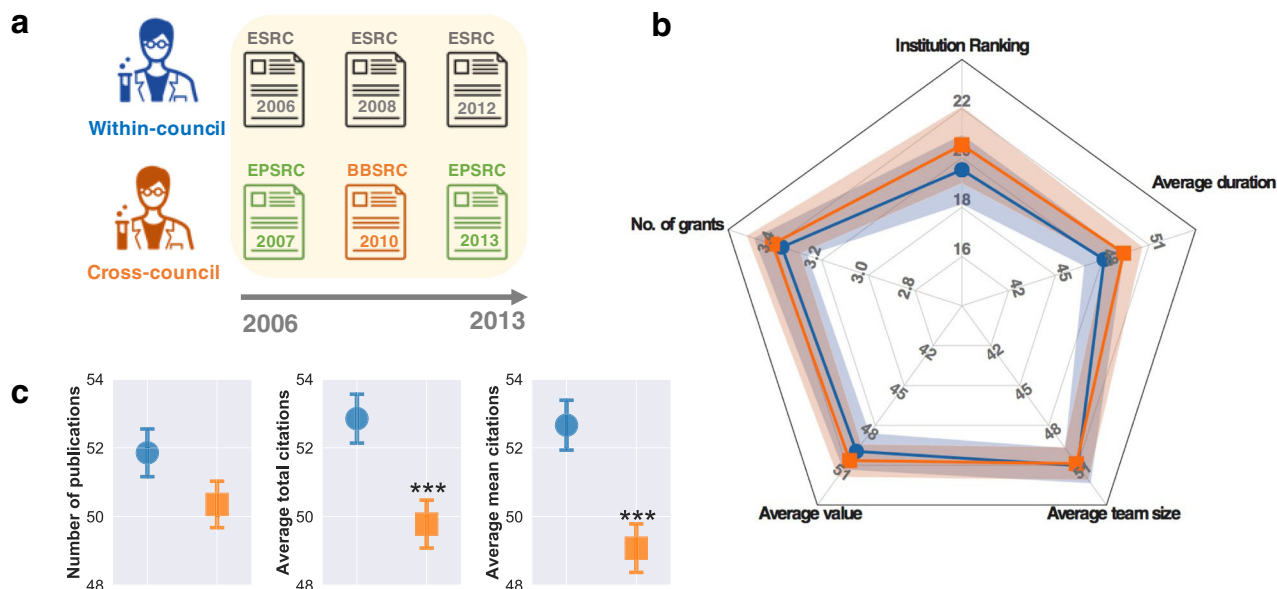 a
ESRC ESRC ESRC
2006 2008 2012
Within-council
EPSRC BBSRC EPSRC
2007 2010 2013
Cross-council
2006 2013
b
Institution Ranking
22
20
18
16
Average duration
51
48
45
42
No. of grants
3.4
3.2
3.0
2.8
42
45
48
51
Average value
42
45
48
51
Average team size
c
Number of publications
54
52
50
48
Average total citations
54
52
50
48
***
Average mean citations
54
52
50
48
***